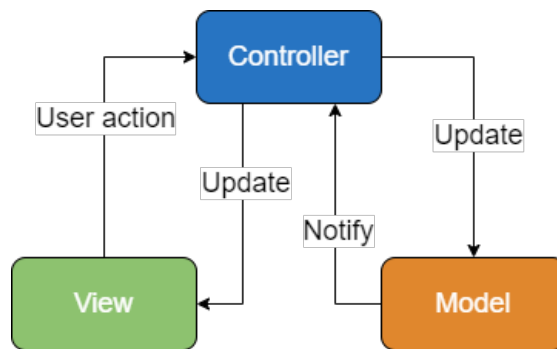 Controller
User action
Update
Update
Notify
View
Model